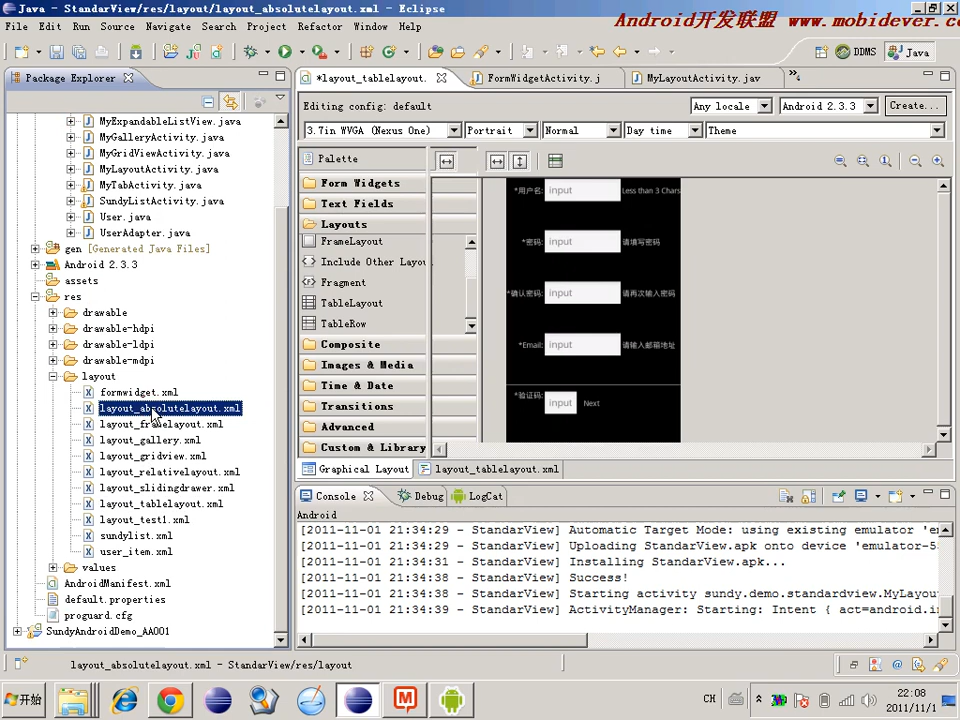 Java - StandarView/res/layout/layout_absolutelayout.xml - Eclipse
File Edit Run Source Navigate Search Project Refactor Window Help
Android开发联盟 www.mobidever.com
DDMS Java
Package Explorer
MyExpandableListView.java
MyGalleryActivity.java
MyGridViewActivity.java
MyLayoutActivity.java
MyTabActivity.java
SundyListActivity.java
User.java
UserAdapter.java
gen [Generated Java Files]
Android 2.3.3
assets
res
drawable
drawable-hdpi
drawable-ldpi
drawable-mdpi
layout
formwidget.xml
layout_absolutelayout.xml
layout_framelayout.xml
layout_gallery.xml
layout_gridview.xml
layout_relativelayout.xml
layout_slidingdrawer.xml
layout_tablelayout.xml
layout_test1.xml
sundylist.xml
user_item.xml
values
AndroidManifest.xml
default.properties
proguard.cfg
SundyAndroidDemo_AA001
*layout_tablelayout. FormWidgetActivity.j MyLayoutActivity.jav
Editing config: default Any locale Android 2.3.3 Create...
3.7in WVGA (Nexus One) Portrait Normal Day time Theme
Palette
Form Widgets
Text Fields
Layouts
FrameLayout
Include Other Layou
Fragment
TableLayout
TableRow
Composite
Images & Media
Time & Date
Transitions
Advanced
Custom & Library
*用户名: input Less than 3 Chars
*密码: input 请填写密码
*确认密码: input 请再次输入密码
*Email: input 请输入邮箱地址
*验证码: input Next
Graphical Layout layout_tablelayout.xml
Console Debug LogCat
Android
[2011-11-01 21:34:29 - StandarView] Automatic Target Mode: using existing emulator 'e
[2011-11-01 21:34:29 - StandarView] Uploading StandarView.apk onto device 'emulator-5
[2011-11-01 21:34:31 - StandarView] Installing StandarView.apk...
[2011-11-01 21:34:38 - StandarView] Success!
[2011-11-01 21:34:38 - StandarView] Starting activity sundy.demo.standardview.MyLayou
[2011-11-01 21:34:39 - StandarView] ActivityManager: Starting: Intent { act=android.i
layout_absolutelayout.xml - StandarView/res/layout
开始
CH
22:08
2011/11/1